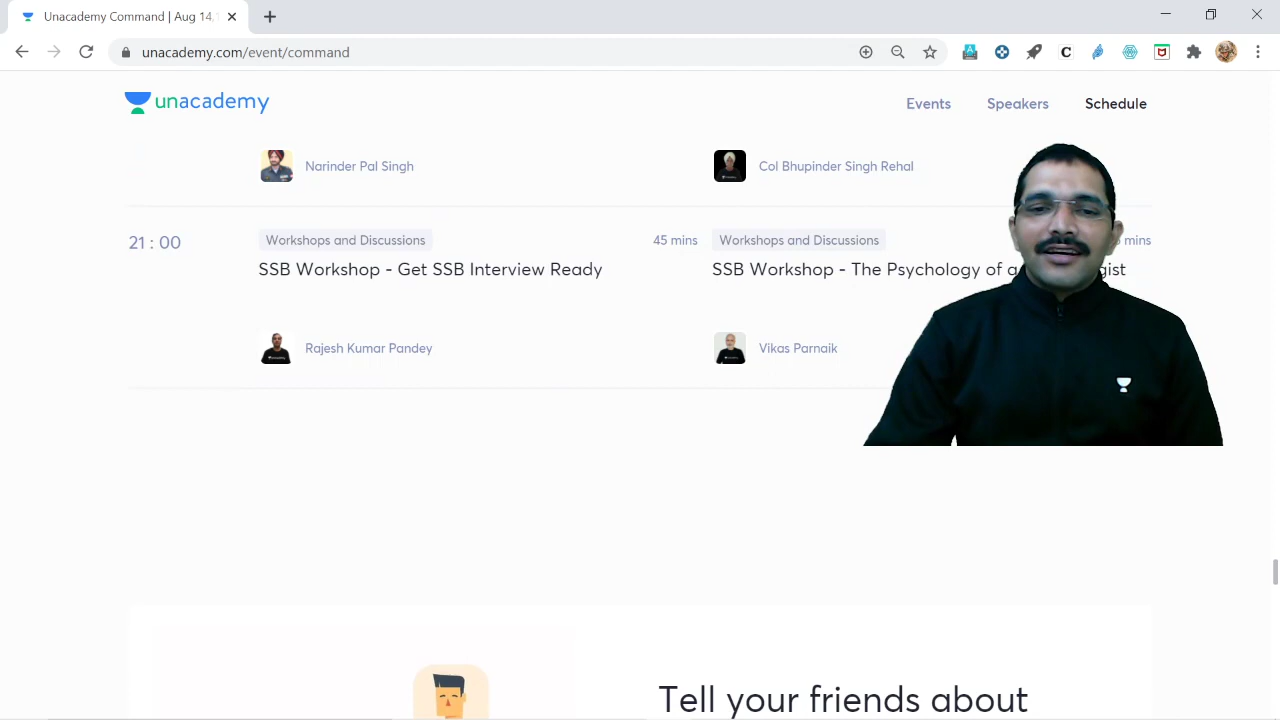 Unacademy Command | Aug 14,
unacademy.com/event/command
unacademy
Events
Speakers
Schedule
Narinder Pal Singh
Col Bhupinder Singh Rehal
21 : 00
Workshops and Discussions
45 mins
Workshops and Discussions
mins
SSB Workshop - Get SSB Interview Ready
SSB Workshop - The Psychology of a
gist
Rajesh Kumar Pandey
Vikas Parnaik
Tell your friends about